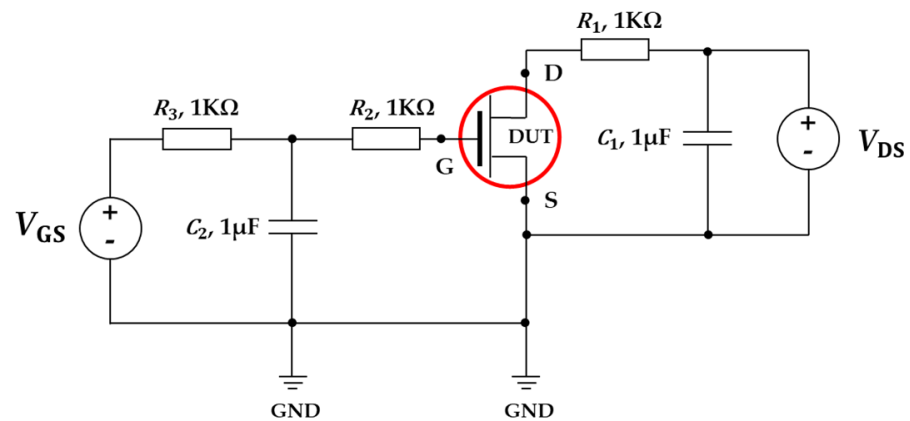 R1, 1KΩ
D
R3, 1KΩ
R2, 1KΩ
DUT
C1, 1μF
+
-
VDS
G
S
VGS
+
-
C2, 1μF
GND
GND